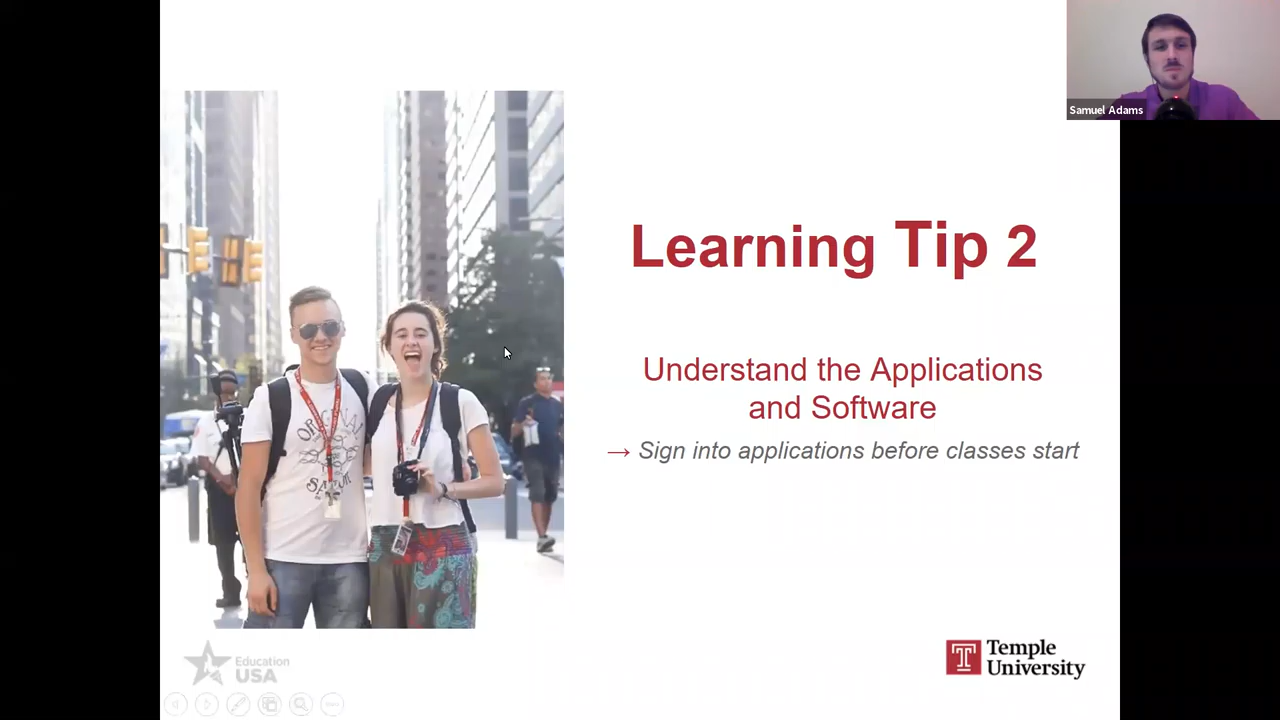 Samuel Adams
Learning Tip 2
Understand the Applications
and Software
→ Sign into applications before classes start
ORIGINAL
Education
USA
Temple
University